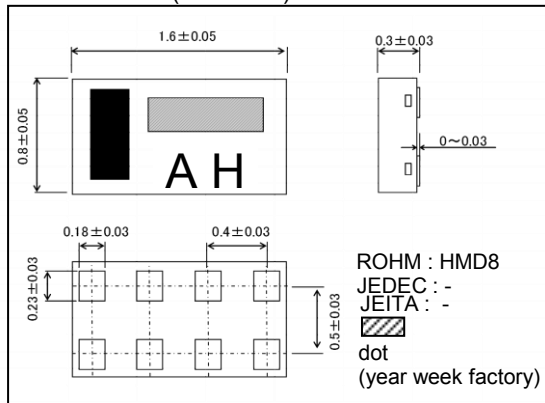 1.6±0.05
0.3±0.03
0.8±0.05
0~0.03
A H
0.18±0.03
0.4±0.03
0.23±0.03
0.5±0.03
ROHM : HMD8
JEDEC : -
JEITA : -
dot
(year week factory)